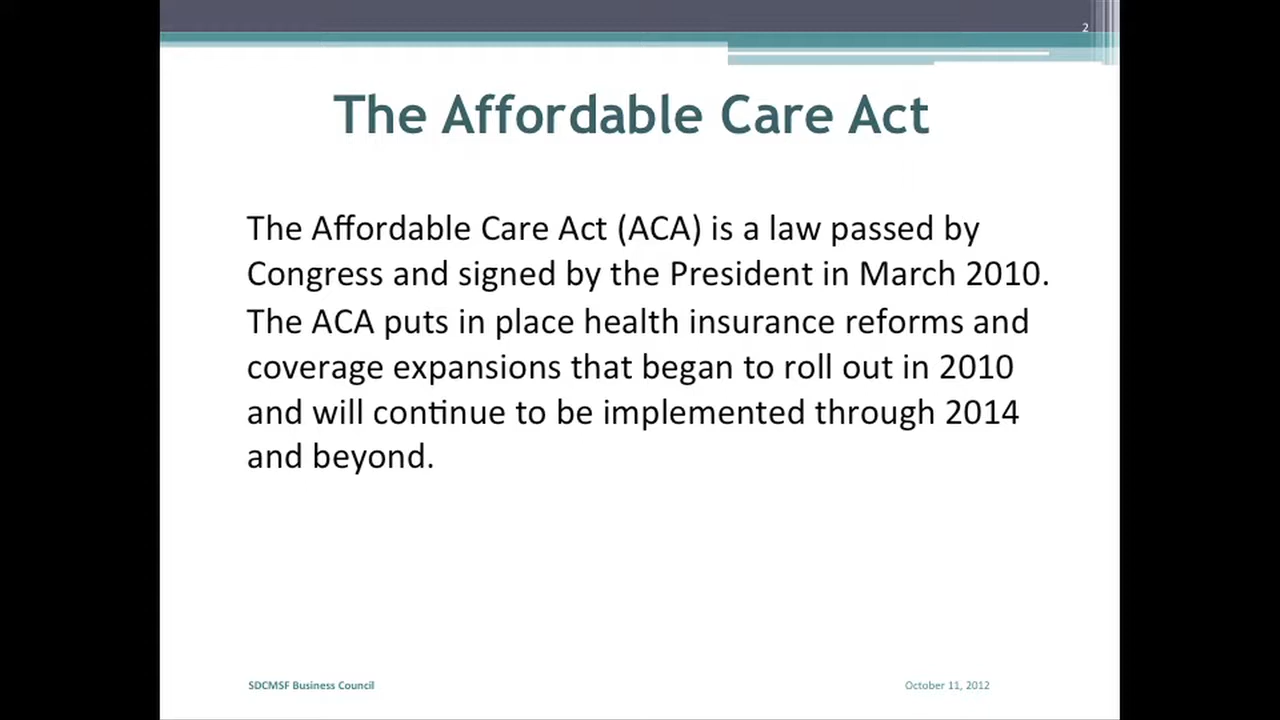 2
The Affordable Care Act
The Affordable Care Act (ACA) is a law passed by
Congress and signed by the President in March 2010.
The ACA puts in place health insurance reforms and
coverage expansions that began to roll out in 2010
and will continue to be implemented through 2014
and beyond.
SDCMSF Business Council
October 11, 2012